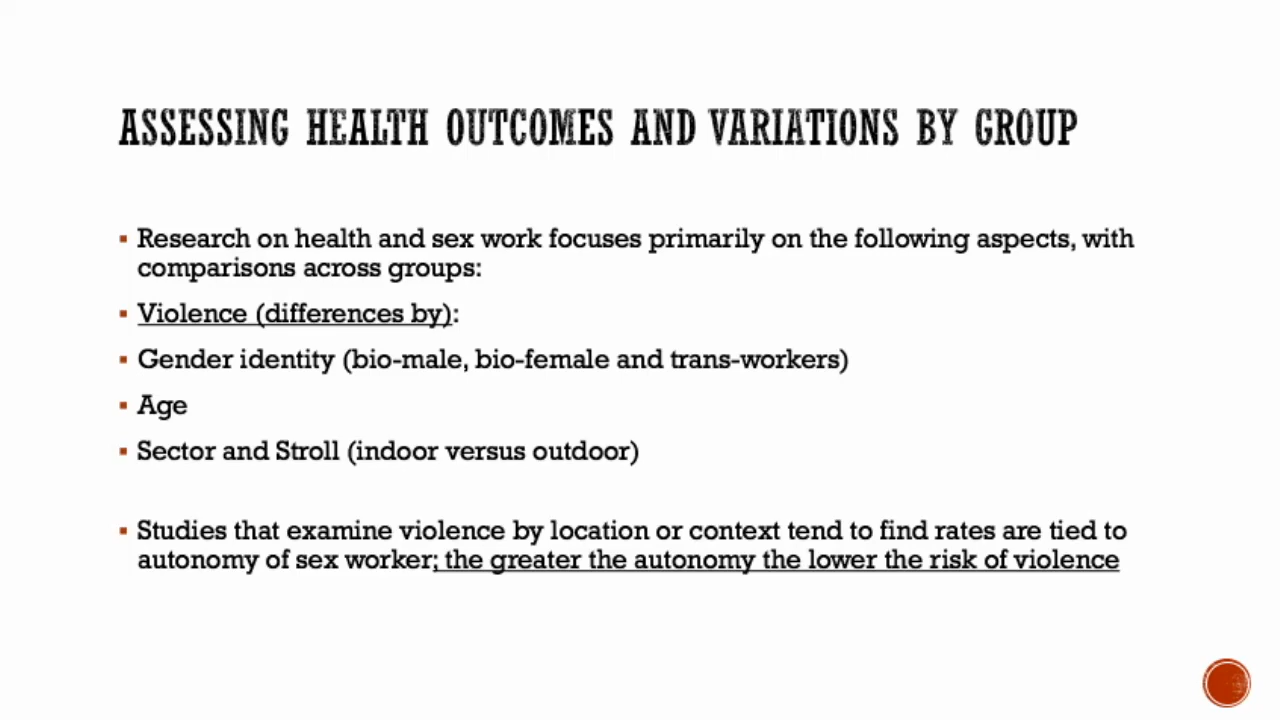 ASSESSING HEALTH OUTCOMES AND VARIATIONS BY GROUP
▪ Research on health and sex work focuses primarily on the following aspects, with
comparisons across groups:
▪ Violence (differences by):
▪ Gender identity (bio-male, bio-female and trans-workers)
▪ Age
▪ Sector and Stroll (indoor versus outdoor)
▪ Studies that examine violence by location or context tend to find rates are tied to
autonomy of sex worker; the greater the autonomy the lower the risk of violence